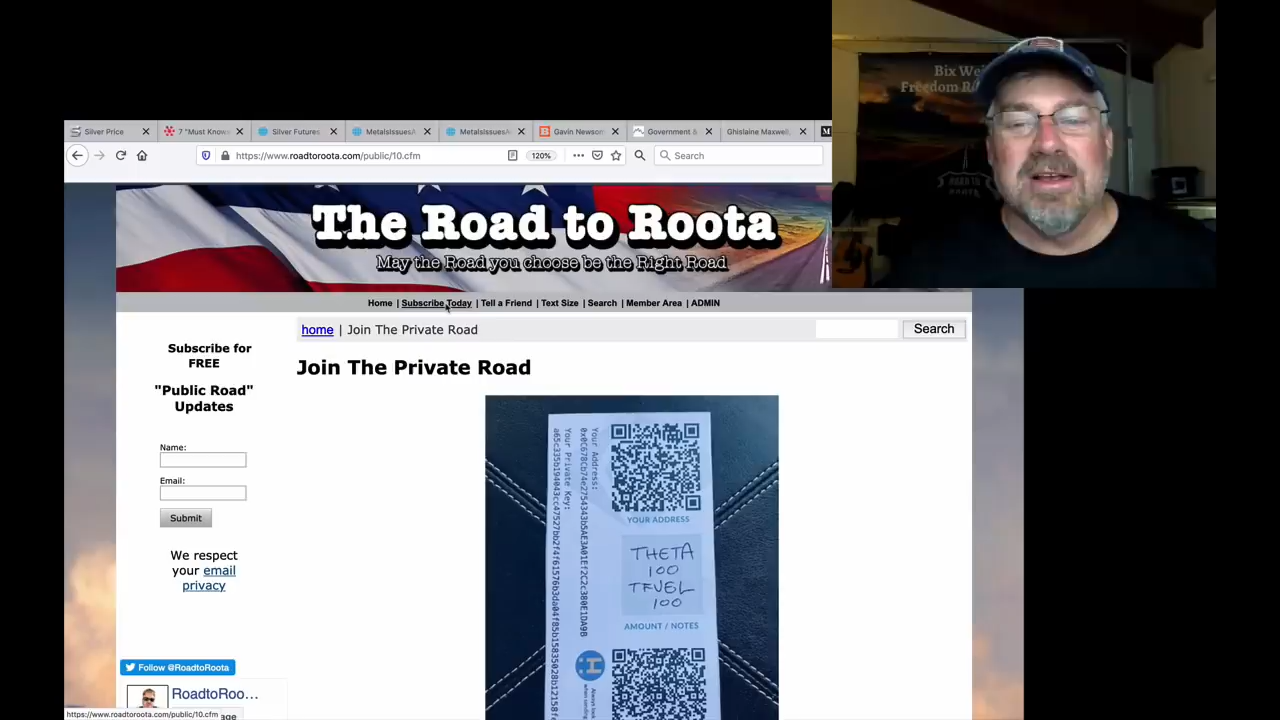 Bix Wei
Freedom R
Silver Price
7 "Must Know
Silver Futures
MetalsIssues
MetalsIssues
Gavin Newson
Government &
Ghislaine Maxwell,
https://www.roadtoroota.com/public/10.cfm
120%
Search
The Road to Roota
May the Road you choose be the Right Road
Home | Subscribe Today | Tell a Friend | Text Size | Search | Member Area | ADMIN
home | Join The Private Road
Search
Join The Private Road
Subscribe for
FREE
"Public Road"
Updates
Name:
Email:
Submit
We respect
your email
privacy
Follow @RoadtoRoota
RoadtoRoo...
https://www.roadtoroota.com/public/10.cfm
Your Address:
Your Private Key:
YOUR ADDRESS
THETA
100
TFUEL
100
AMOUNT / NOTES